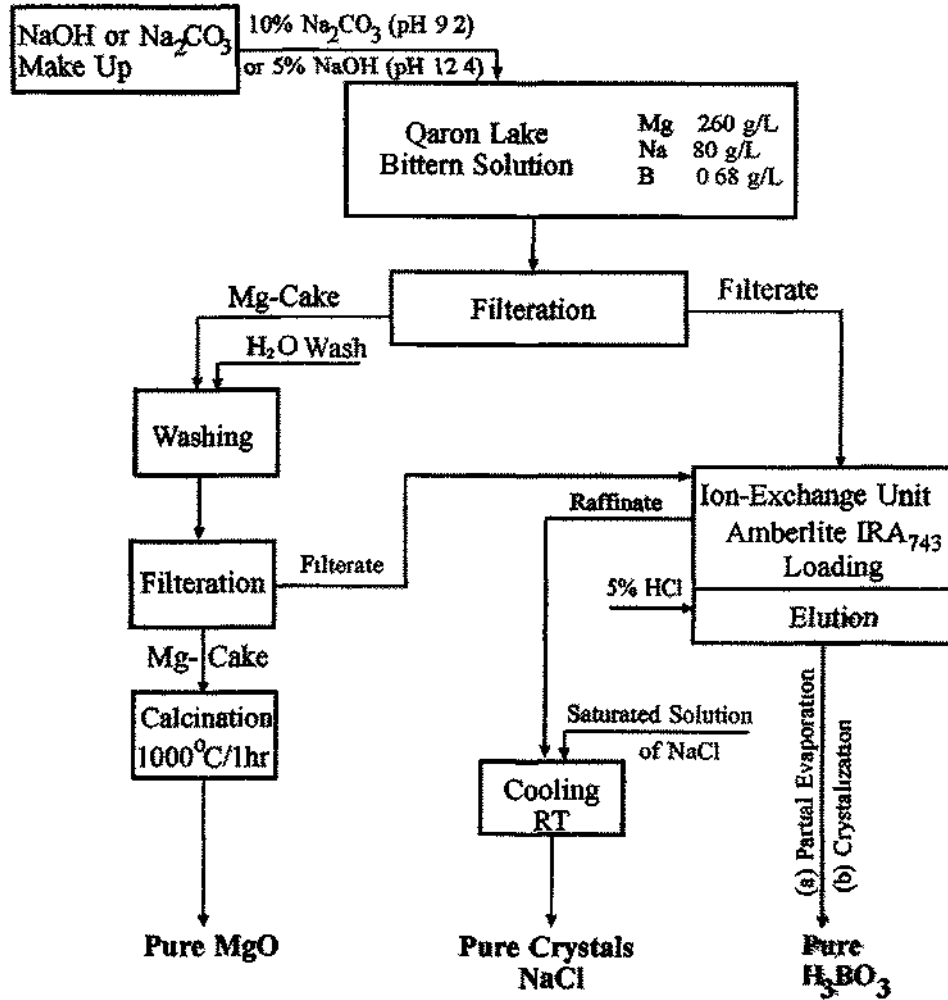 NaOH or Na₂CO₃
Make Up
10% Na₂CO₃ (pH 9 2)
or 5% NaOH (pH 12 4)
Qaron Lake
Bittern Solution
Mg 260 g/L
Na 80 g/L
B 0 68 g/L
Filteration
Mg-Cake
Filterate
H₂O Wash
Washing
Filteration
Filterate
Raffinate
Ion-Exchange Unit
Amberlite IRA₇₄₃
Loading
5% HCl
Elution
Mg- Cake
Calcination
1000°C/1hr
Saturated Solution
of NaCl
Cooling
RT
(a) Partial Evaporation
(b) Crystalization
Pure MgO
Pure Crystals
NaCl
Pure
H₃BO₃